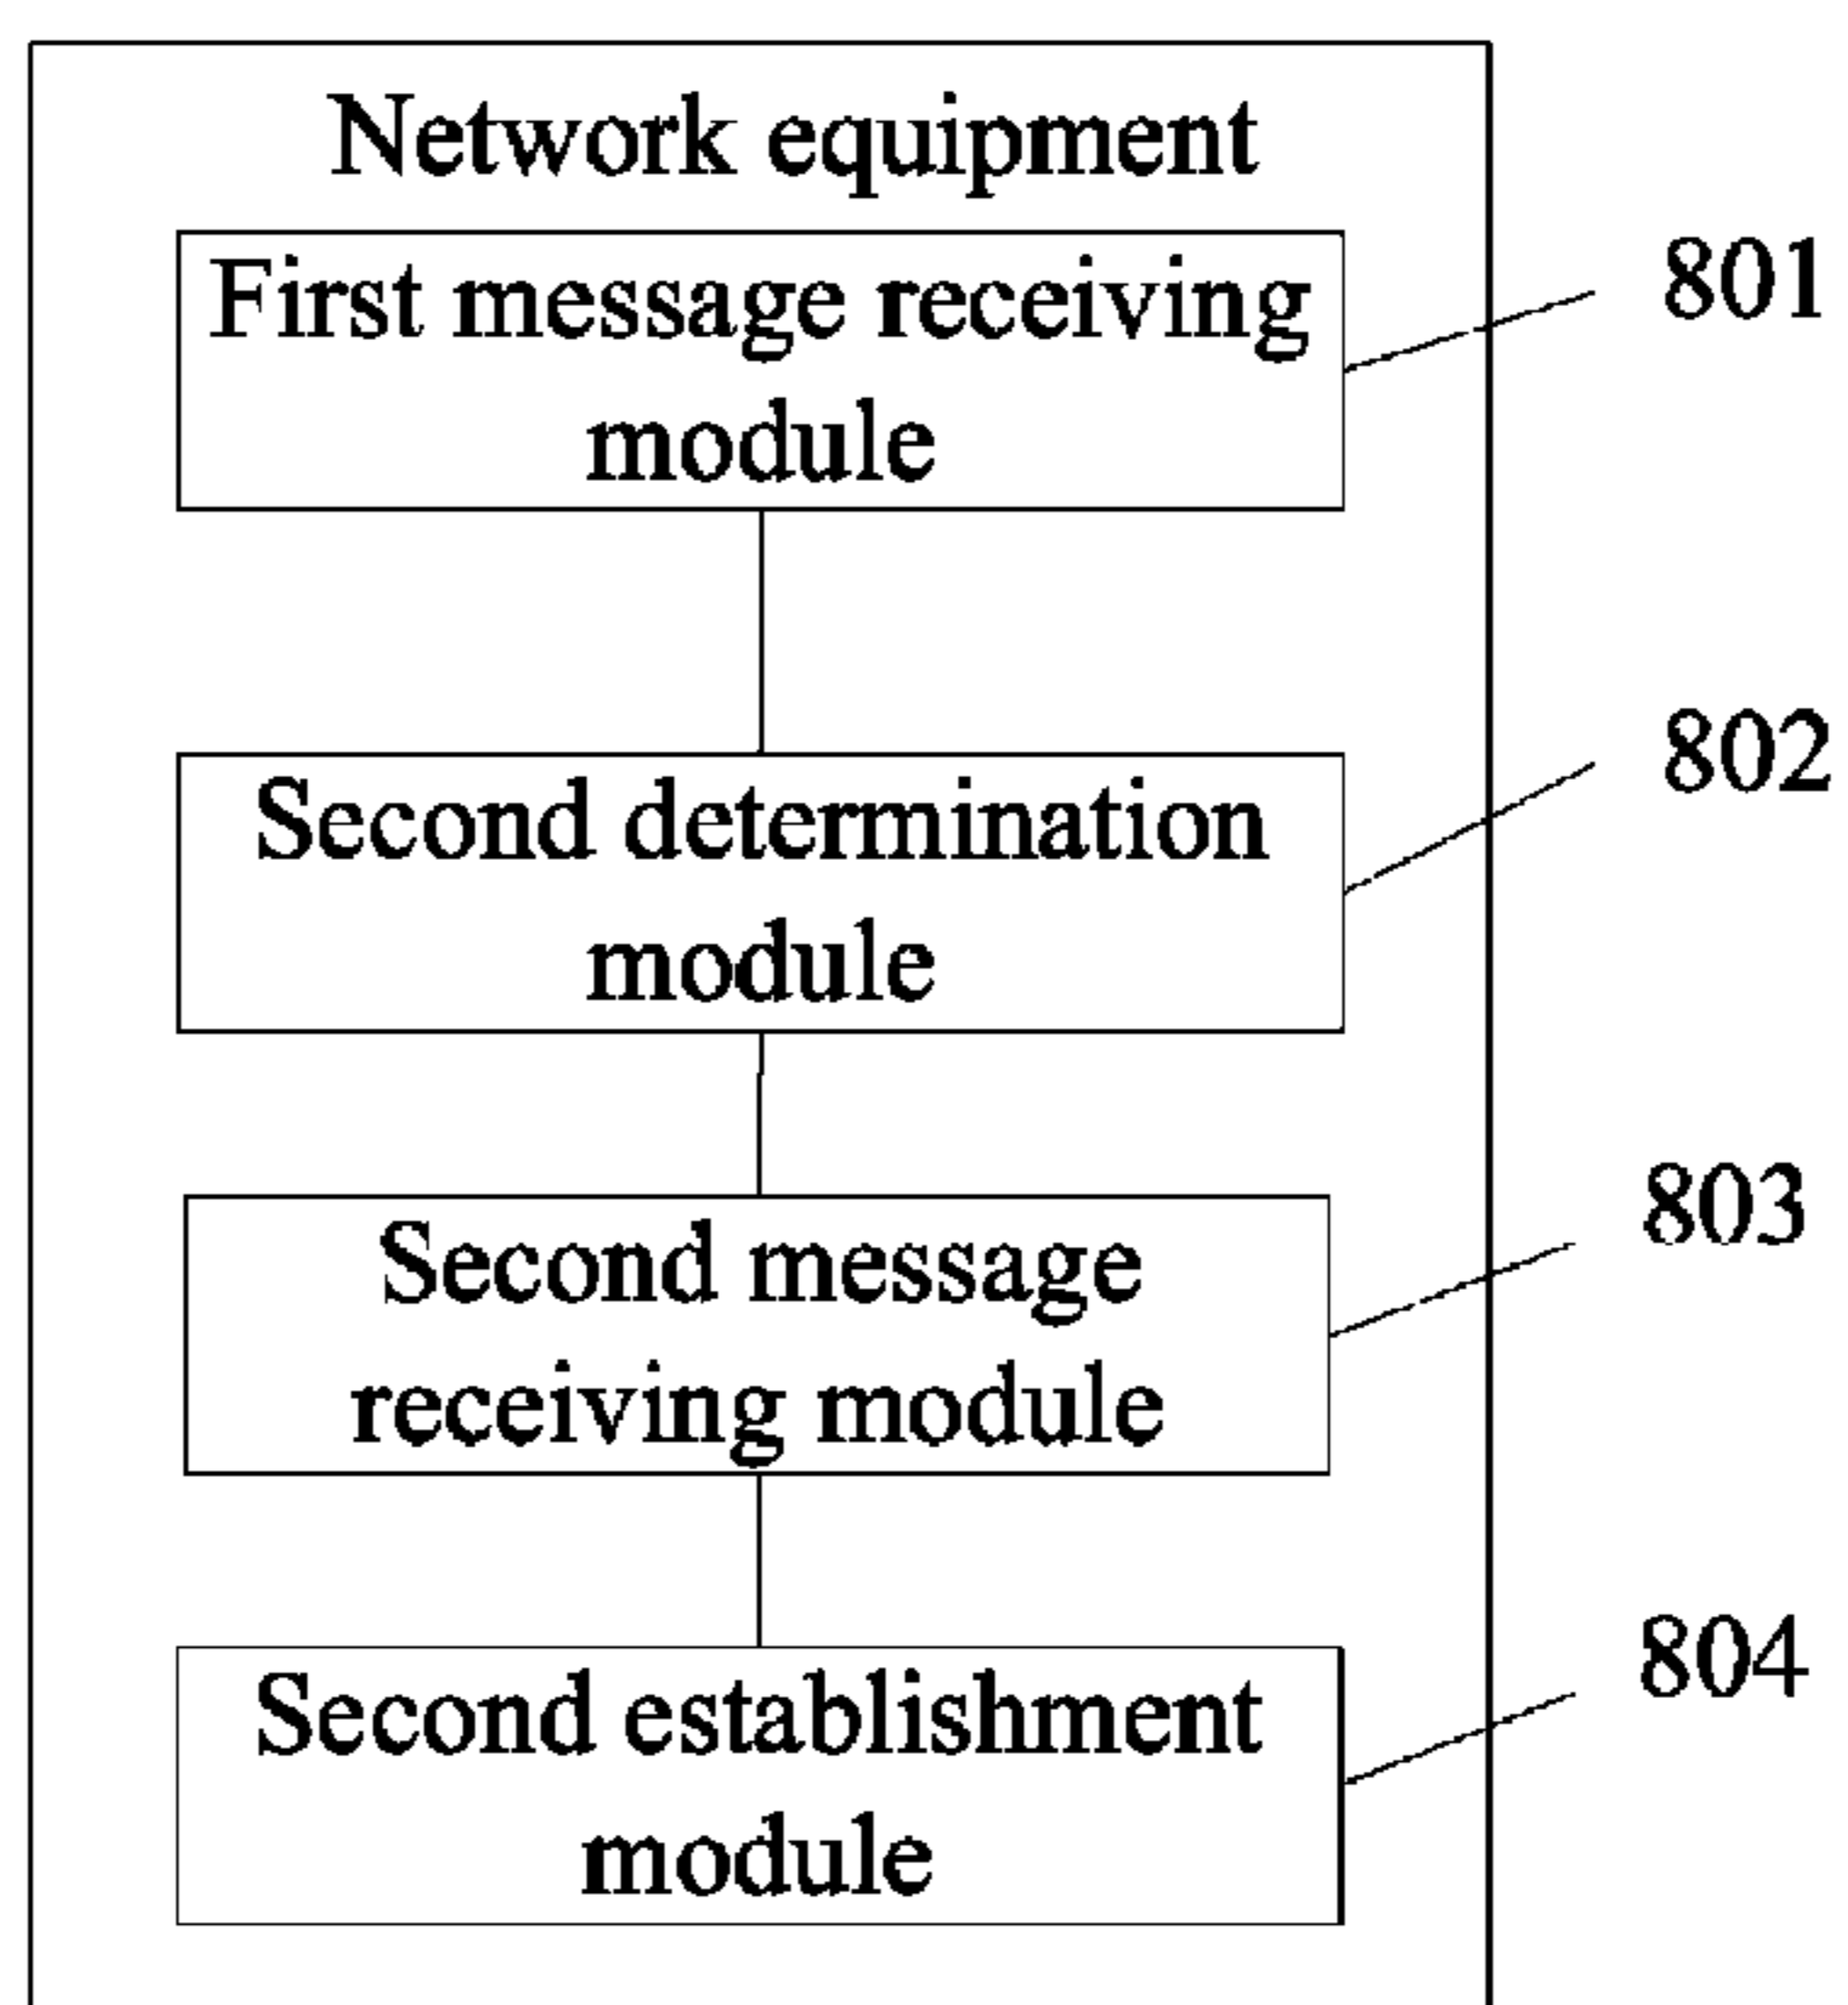 Network equipment
First message receiving
module
801
Second determination
module
802
Second message
receiving module
803
Second establishment
module
804